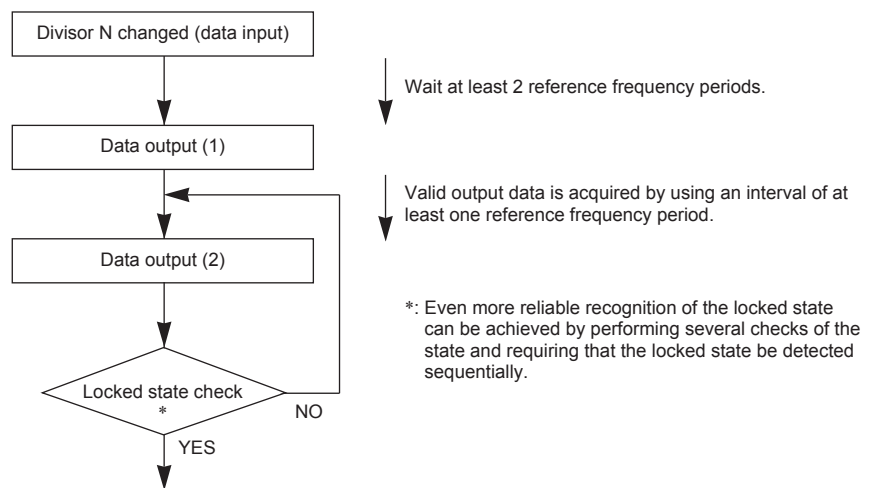 Divisor N changed (data input)
Wait at least 2 reference frequency periods.
Data output (1)
Valid output data is acquired by using an interval of at
least one reference frequency period.
Data output (2)
*: Even more reliable recognition of the locked state
can be achieved by performing several checks of the
state and requiring that the locked state be detected
sequentially.
Locked state check
*
NO
YES